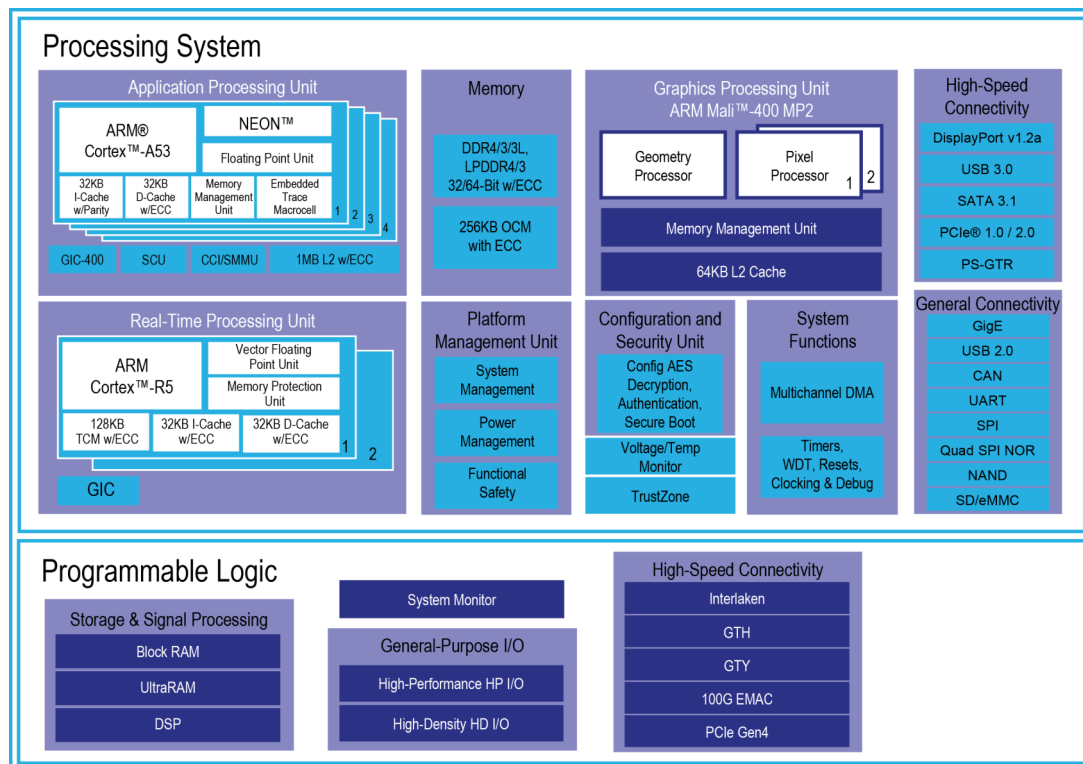 Processing System
Application Processing Unit
ARM®
Cortex™-A53
NEON™
Floating Point Unit
32KB
I-Cache
w/Parity
32KB
D-Cache
w/ECC
Memory
Management
Unit
Embedded
Trace
Macrocell
1
2
3
4
GIC-400
SCU
CCI/SMMU
1MB L2 w/ECC
Memory
DDR4/3/3L,
LPDDR4/3
32/64-Bit w/ECC
256KB OCM
with ECC
Graphics Processing Unit
ARM Mali™-400 MP2
Geometry
Processor
Pixel
Processor
1
2
Memory Management Unit
64KB L2 Cache
High-Speed
Connectivity
DisplayPort v1.2a
USB 3.0
SATA 3.1
PCIe® 1.0 / 2.0
PS-GTR
Real-Time Processing Unit
ARM
Cortex™-R5
Vector Floating
Point Unit
Memory Protection
Unit
128KB
TCM w/ECC
32KB I-Cache
w/ECC
32KB D-Cache
w/ECC
1
2
GIC
Platform
Management Unit
System
Management
Power
Management
Functional
Safety
Configuration and
Security Unit
Config AES
Decryption,
Authentication,
Secure Boot
Voltage/Temp
Monitor
TrustZone
System
Functions
Multichannel DMA
Timers,
WDT, Resets,
Clocking & Debug
General Connectivity
GigE
USB 2.0
CAN
UART
SPI
Quad SPI NOR
NAND
SD/eMMC
Programmable Logic
Storage & Signal Processing
Block RAM
UltraRAM
DSP
System Monitor
General-Purpose I/O
High-Performance HP I/O
High-Density HD I/O
High-Speed Connectivity
Interlaken
GTH
GTY
100G EMAC
PCIe Gen4